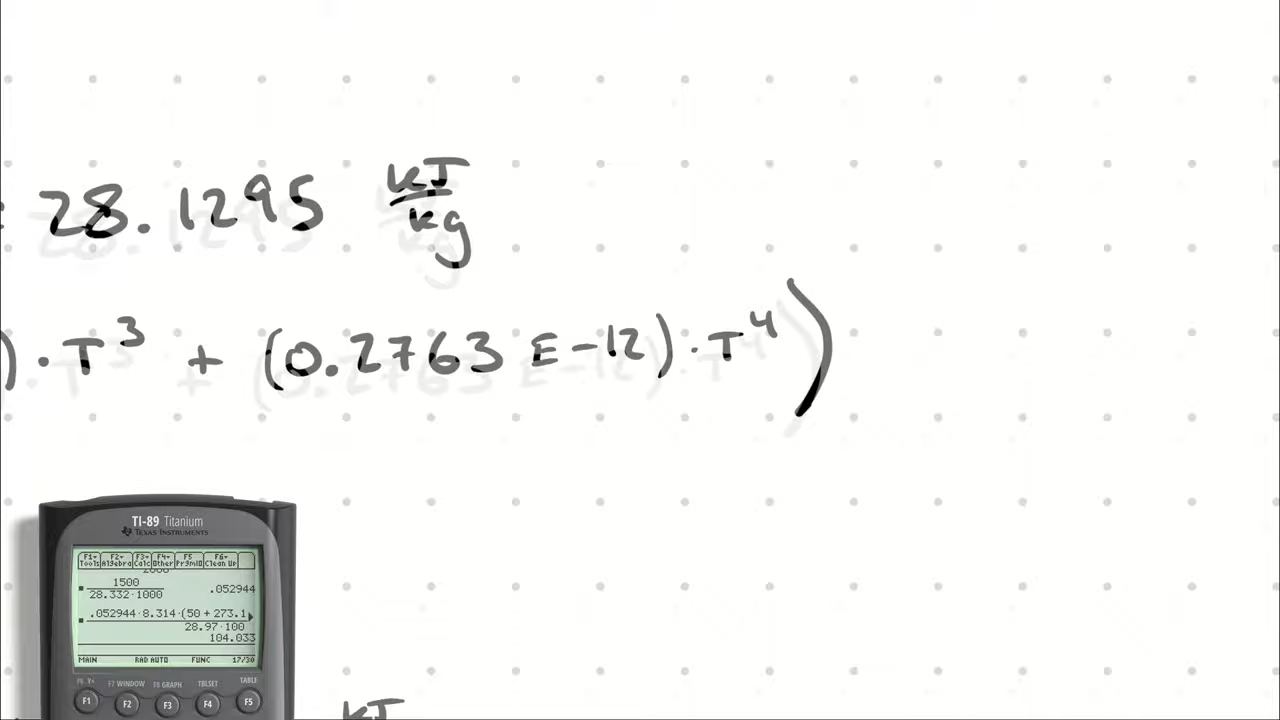 = 28.1295 kJ/kg
) · T³ + (0.2763 E-12) · T⁴)
TI-89 Titanium
TEXAS INSTRUMENTS
F1 F2 F3 F4 F5 F6
Tools Algebra Calc Other PrgmIO Clean Up
1500
28.332·1000 .052944
.052944·8.314·(50 + 273.1
28.97·100
104.033
MAIN RAD AUTO FUNC 17/30
F6 Y= F7 WINDOW F8 GRAPH TBLSET TABLE
F1 F2 F3 F4 F5
kJ